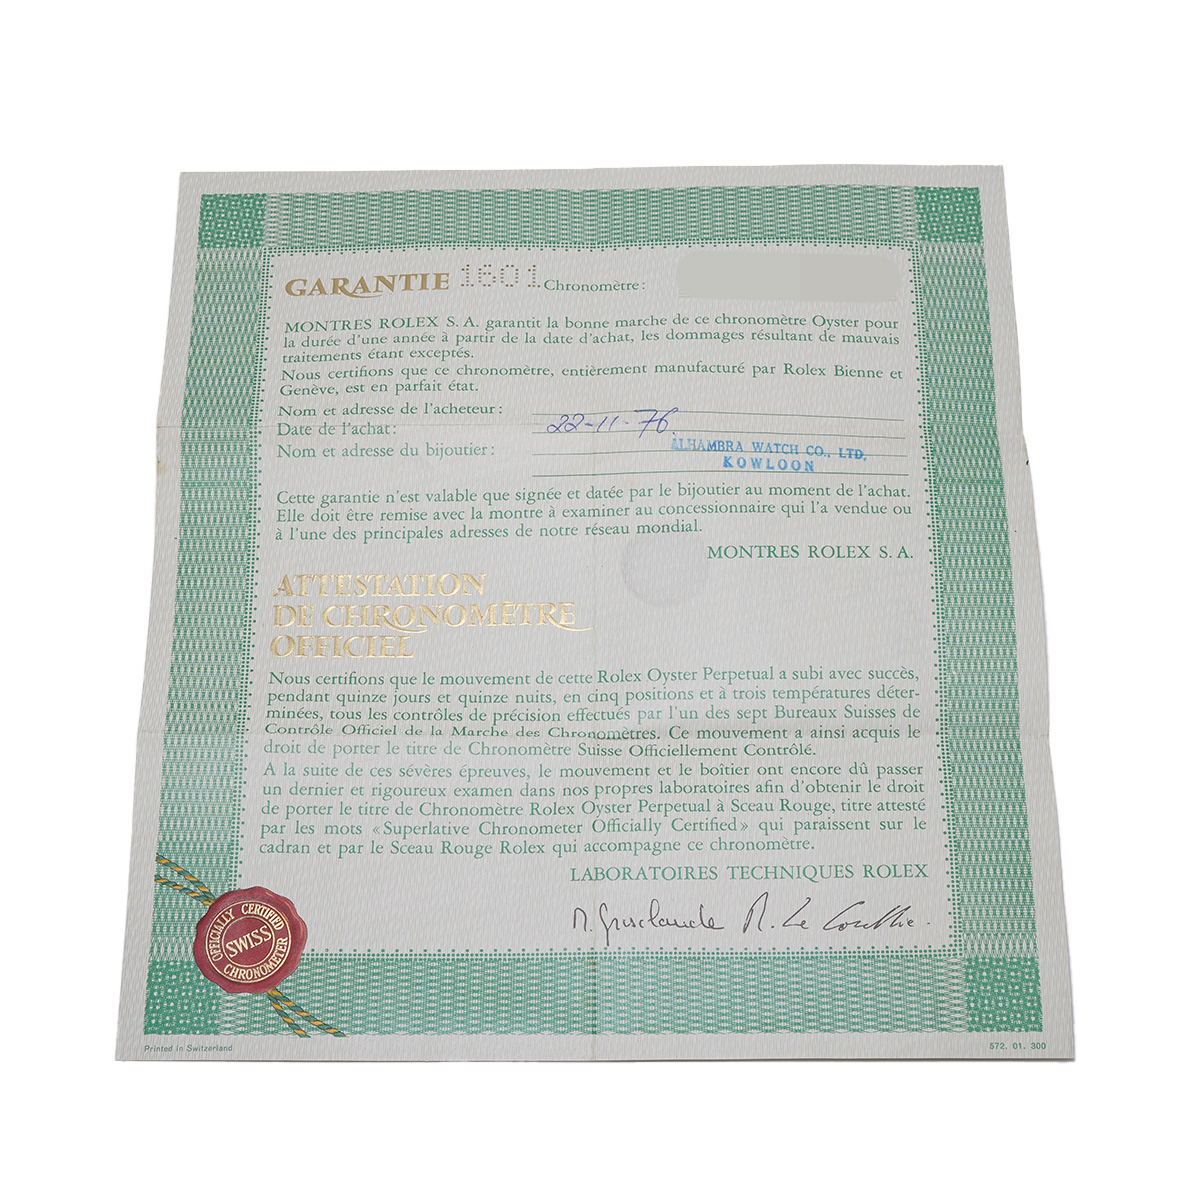 GARANTIE 1601 Chronomètre:
MONTRES ROLEX S. A. garantit la bonne marche de ce chronomètre Oyster pour
la durée d'une année à partir de la date d'achat, les dommages résultant de mauvais
traitements étant exceptés.
Nous certifions que ce chronomètre, entièrement manufacturé par Rolex Bienne et
Genève, est en parfait état.
Nom et adresse de l'acheteur:
Date de l'achat: 22-11-76.
Nom et adresse du bijoutier: ALHAMBRA WATCH CO., LTD.
KOWLOON
Cette garantie n'est valable que signée et datée par le bijoutier au moment de l'achat.
Elle doit être remise avec la montre à examiner au concessionnaire qui l'a vendue ou
à l'une des principales adresses de notre réseau mondial.
MONTRES ROLEX S. A.
ATTESTATION
DE CHRONOMÈTRE
OFFICIEL
Nous certifions que le mouvement de cette Rolex Oyster Perpetual a subi avec succès,
pendant quinze jours et quinze nuits, en cinq positions et à trois températures déter-
minées, tous les contrôles de précision effectués par l'un des sept Bureaux Suisses de
Contrôle Officiel de la Marche des Chronomètres. Ce mouvement a ainsi acquis le
droit de porter le titre de Chronomètre Suisse Officiellement Contrôlé.
A la suite de ces sévères épreuves, le mouvement et le boîtier ont encore dû passer
un dernier et rigoureux examen dans nos propres laboratoires afin d'obtenir le droit
de porter le titre de Chronomètre Rolex Oyster Perpetual à Sceau Rouge, titre attesté
par les mots «Superlative Chronometer Officially Certified» qui paraissent sur le
cadran et par le Sceau Rouge Rolex qui accompagne ce chronomètre.
LABORATOIRES TECHNIQUES ROLEX
OFFICIALLY CERTIFIED
SWISS
CHRONOMETER
Printed in Switzerland
572. 01. 300